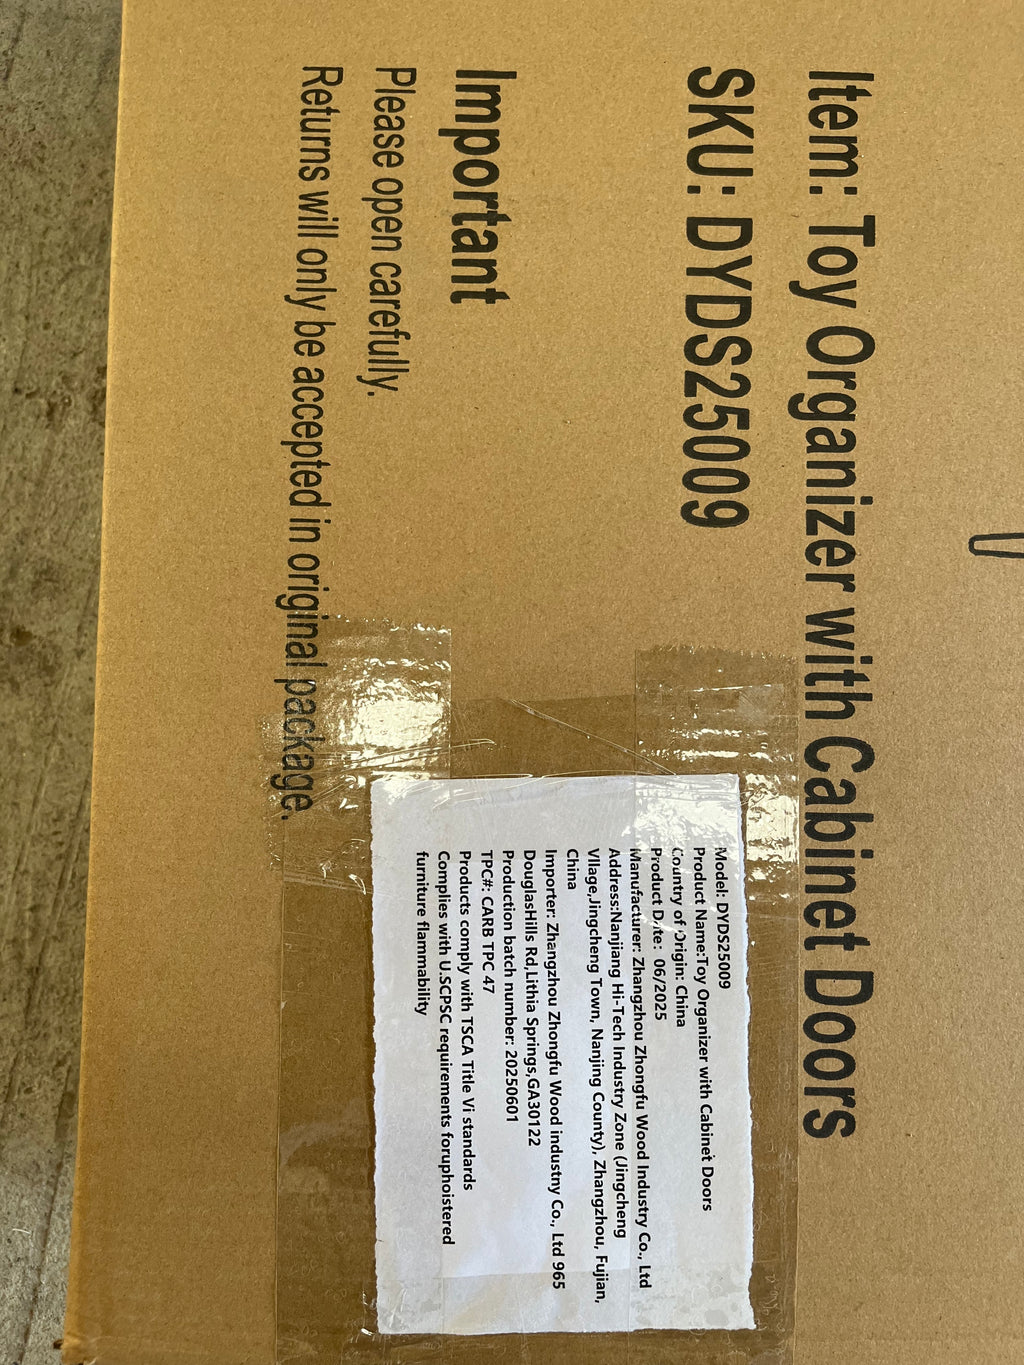 Item: Toy Organizer with Cabinet Doors
SKU: DYDS25009
Important
Please open carefully.
Returns will only be accepted in original package.
Model: DYDS25009
Product Name:Toy Organizer with Cabinet Doors
Country of Origin: China
Product Date: 06/2025
Manufacturer: Zhangzhou Zhongfu Wood Industry Co., Ltd
Address:Nanjiang Hi-Tech Industry Zone (Jingcheng
Vllage,Jingcheng Town, Nanjing County), Zhangzhou, Fujian,
China
Importer: Zhangzhou Zhongfu Wood industny Co., Ltd 965
DouglasHills Rd,Lithia Springs,GA30122
Production batch number: 20250601
TPC#: CARB TPC 47
Products comply with TSCA Title Vi standards
Complies with U.SCPSC requirements foruphoistered
furniture flammability